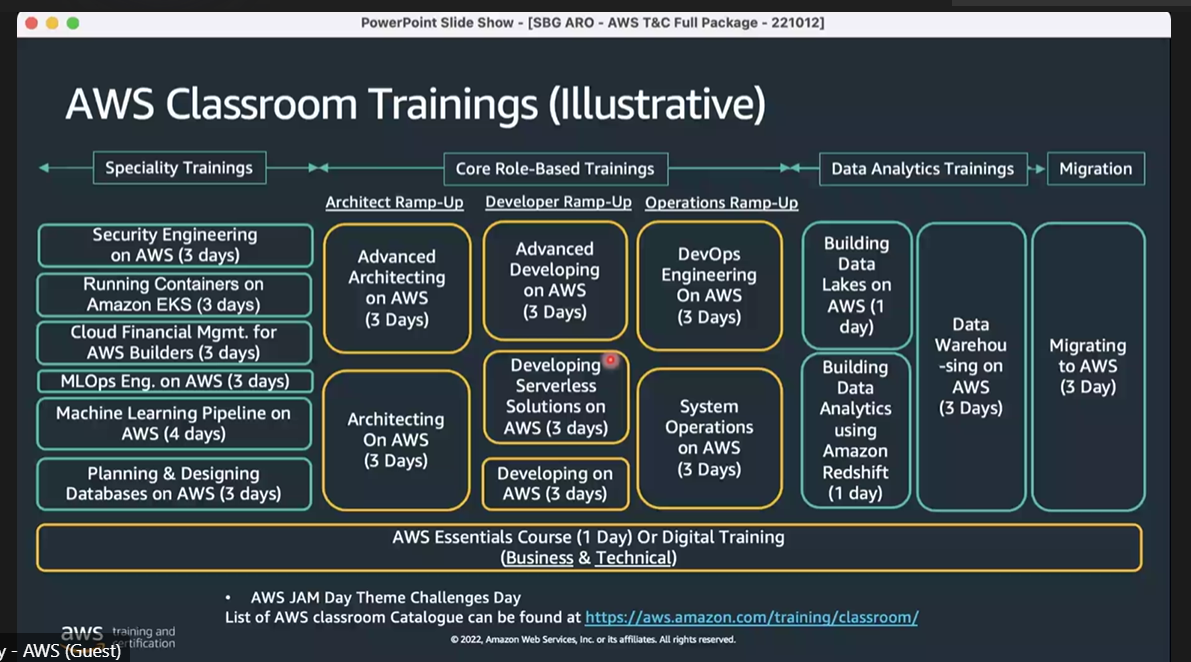 PowerPoint Slide Show - [SBG ARO - AWS T&C Full Package - 221012]
AWS Classroom Trainings (Illustrative)
Speciality Trainings
Core Role-Based Trainings
Data Analytics Trainings
Migration
Architect Ramp-Up
Developer Ramp-Up
Operations Ramp-Up
Security Engineering
on AWS (3 days)
Running Containers on
Amazon EKS (3 days)
Cloud Financial Mgmt. for
AWS Builders (3 days)
MLOps Eng. on AWS (3 days)
Machine Learning Pipeline on
AWS (4 days)
Planning & Designing
Databases on AWS (3 days)
Advanced
Architecting
on AWS
(3 Days)
Architecting
On AWS
(3 Days)
Advanced
Developing
on AWS
(3 Days)
Developing
Serverless
Solutions on
AWS (3 days)
Developing on
AWS (3 days)
DevOps
Engineering
On AWS
(3 Days)
System
Operations
on AWS
(3 Days)
Building
Data
Lakes on
AWS (1
day)
Building
Data
Analytics
using
Amazon
Redshift
(1 day)
Data
Warehou
-sing on
AWS
(3 Days)
Migrating
to AWS
(3 Day)
AWS Essentials Course (1 Day) Or Digital Training
(Business & Technical)
• AWS JAM Day Theme Challenges Day
List of AWS classroom Catalogue can be found at https://aws.amazon.com/training/classroom/
aws training and
certification
© 2022, Amazon Web Services, Inc. or its affiliates. All rights reserved.
- AWS (Guest)